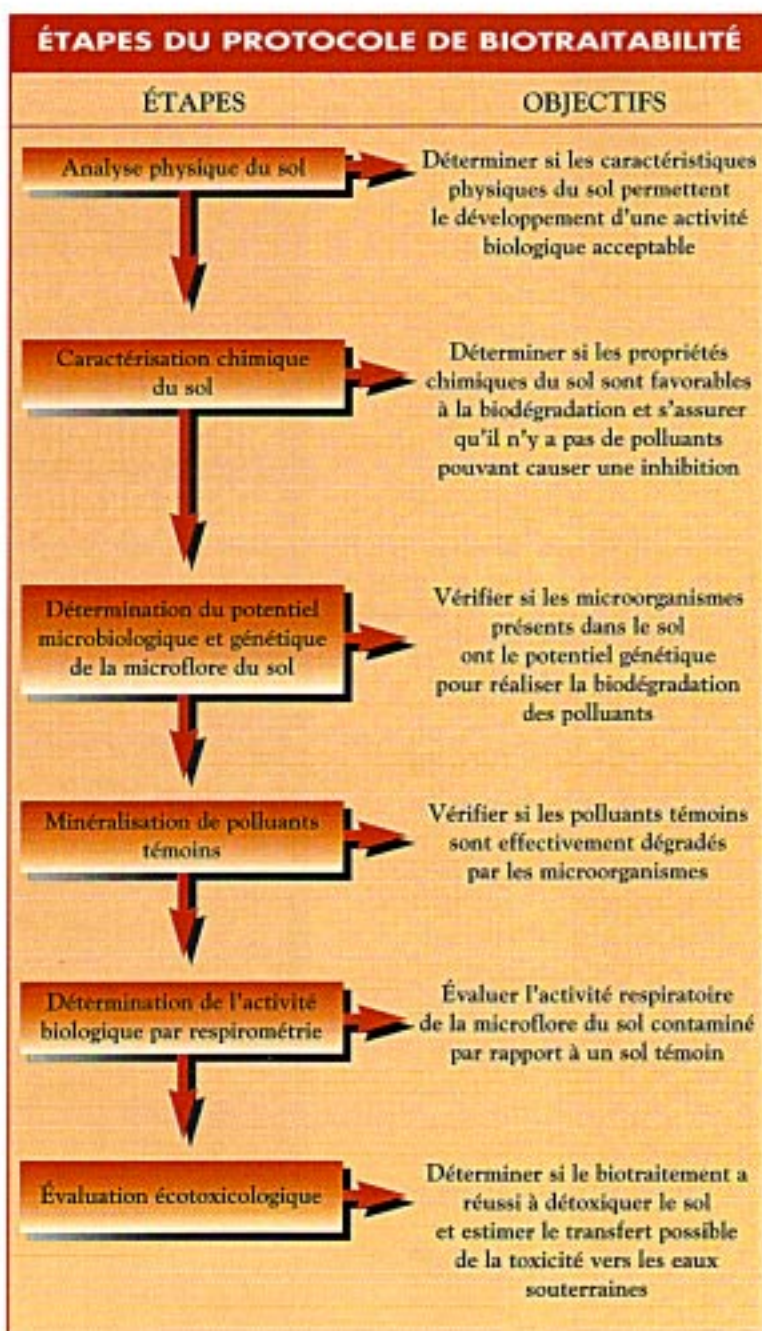 ÉTAPES DU PROTOCOLE DE BIOTRAITABILITÉ
ÉTAPES
OBJECTIFS
Analyse physique du sol
Déterminer si les caractéristiques
physiques du sol permettent
le développement d'une activité
biologique acceptable
Caractérisation chimique
du sol
Déterminer si les propriétés
chimiques du sol sont favorables
à la biodégradation et s'assurer
qu'il n'y a pas de polluants
pouvant causer une inhibition
Détermination du potentiel
microbiologique et génétique
de la microflore du sol
Vérifier si les microorganismes
présents dans le sol
ont le potentiel génétique
pour réaliser la biodégradation
des polluants
Minéralisation de polluants
témoins
Vérifier si les polluants témoins
sont effectivement dégradés
par les microorganismes
Détermination de l'activité
biologique par respirométrie
Évaluer l'activité respiratoire
de la microflore du sol contaminé
par rapport à un sol témoin
Évaluation écotoxicologique
Déterminer si le biotraitement a
réussi à détoxiquer le sol
et estimer le transfert possible
de la toxicité vers les eaux
souterraines